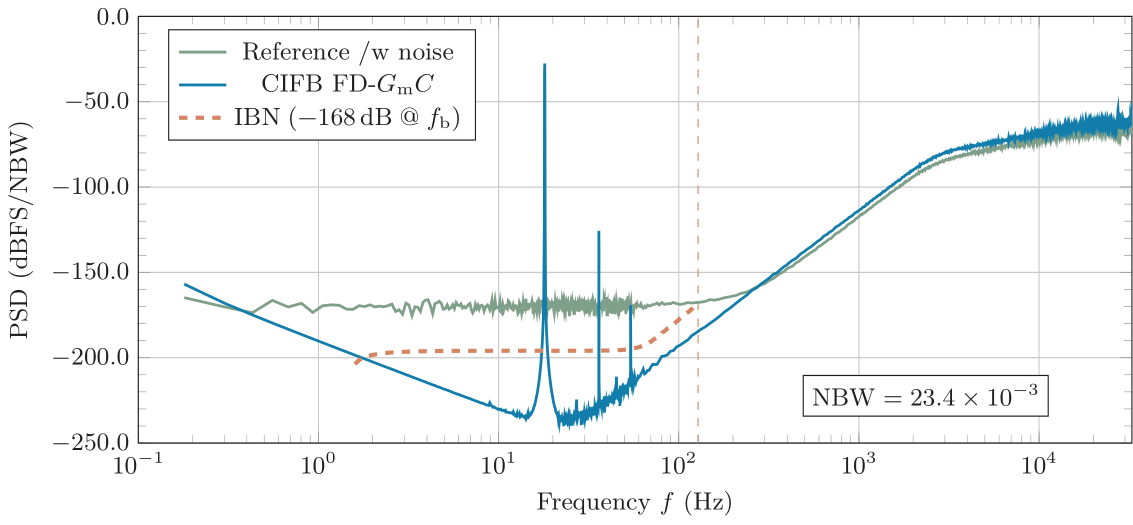 0.0
−50.0
−100.0
−150.0
−200.0
−250.0
PSD (dBFS/NBW)
Reference /w noise
CIFB FD-GmC
IBN (−168 dB @ fb)
NBW = 23.4 × 10⁻³
10⁻¹
10⁰
10¹
10²
10³
10⁴
Frequency f (Hz)